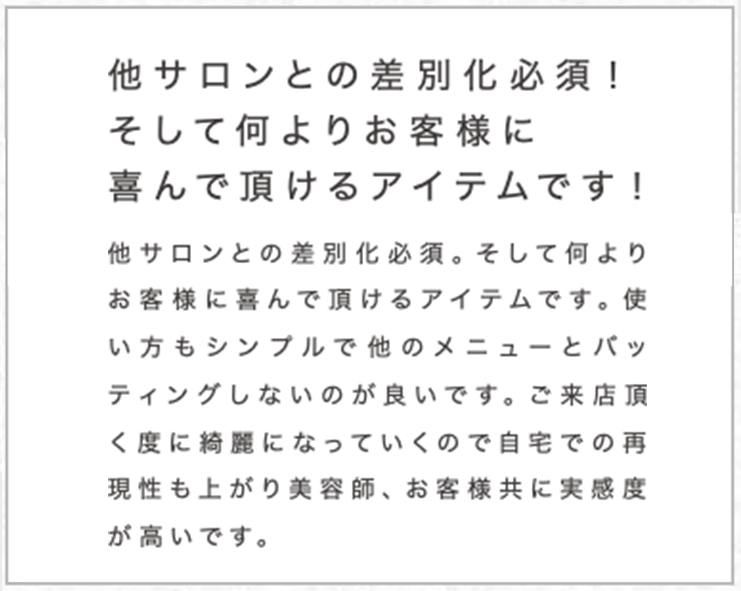 他サロンとの差別化必須！
そして何よりお客様に
喜んで頂けるアイテムです！
他サロンとの差別化必須。そして何より
お客様に喜んで頂けるアイテムです。使
い方もシンプルで他のメニューとバッ
ティングしないのが良いです。ご来店頂
く度に綺麗になっていくので自宅での再
現性も上がり美容師、お客様共に実感度
が高いです。